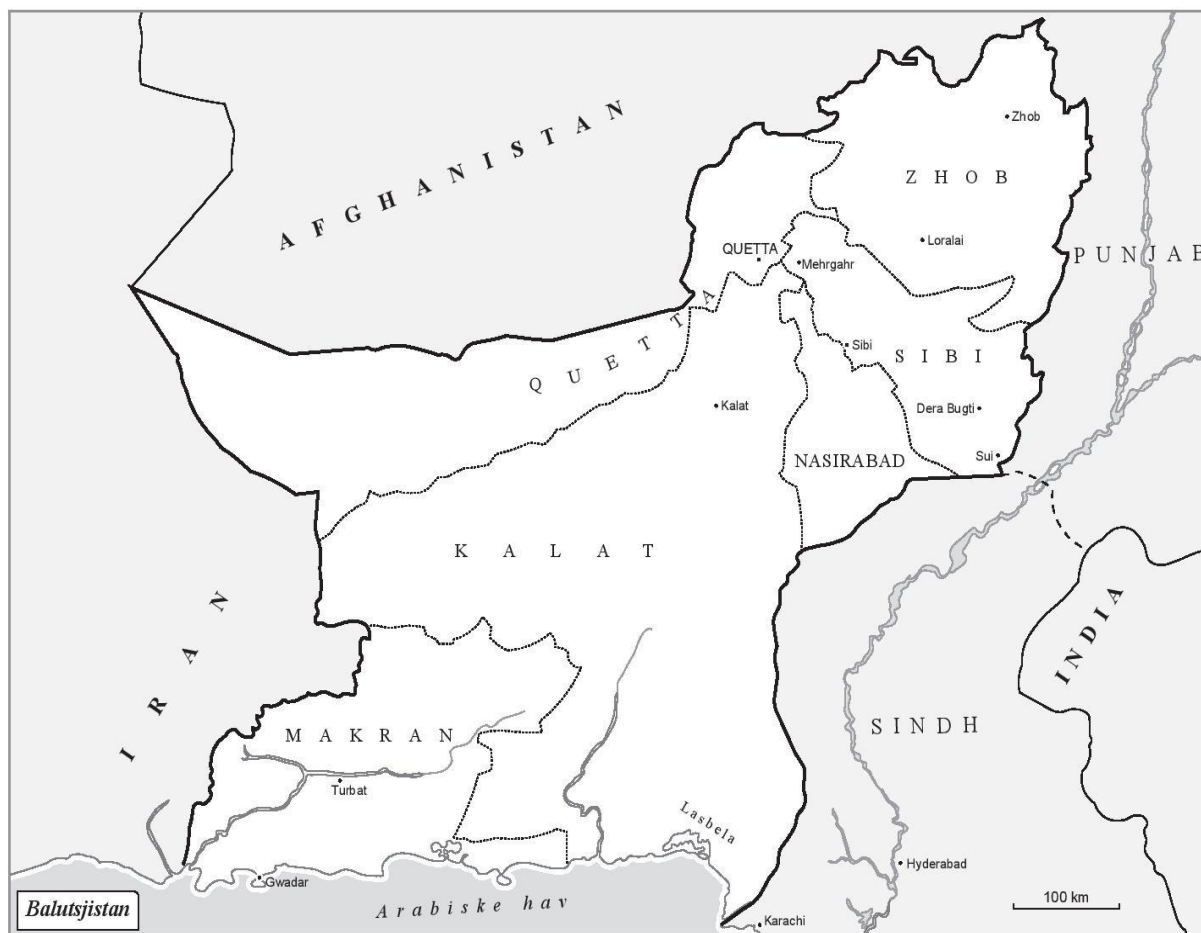 AFGHANISTAN
Zhob
ZHOB
QUETTA
Mehrgahr
Loralai
PUNJAB
QUETTA
Sibi
SIBI
Kalat
Dera Bugti
NASIRABAD
Sui
KALAT
IRAN
INDIA
MAKRAN
SINDH
Turbat
Lasbela
Hyderabad
Gwadar
Balutsjistan
Arabiske hav
Karachi
100 km